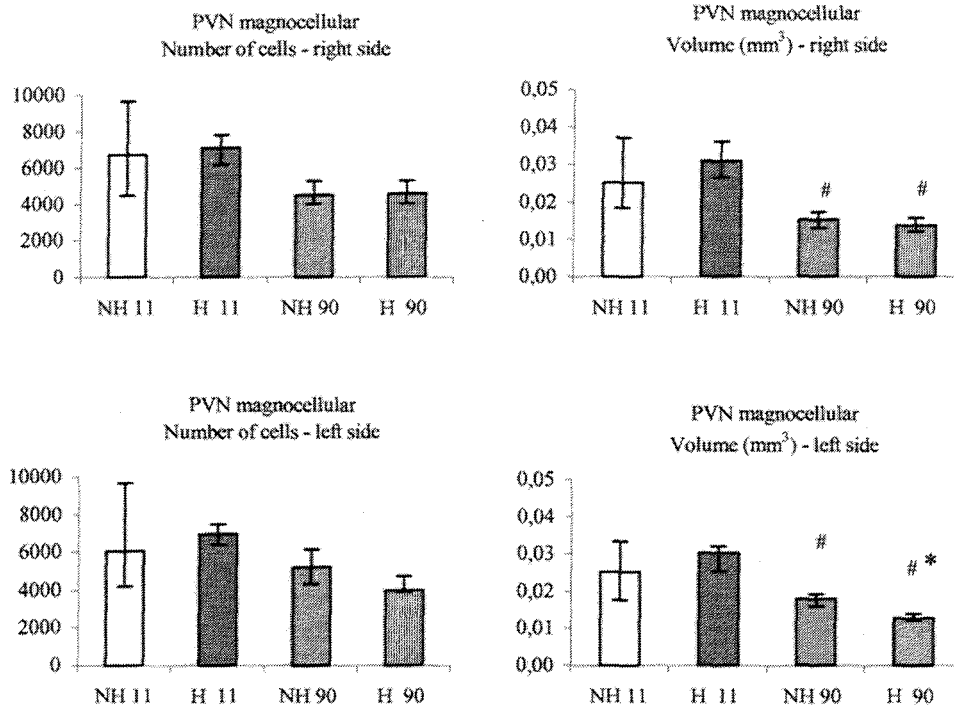 PVN magnocellular
Number of cells - right side
10000
8000
6000
4000
2000
0
NH 11 H 11 NH 90 H 90
PVN magnocellular
Volume (mm³) - right side
0,05
0,04
0,03
0,02
0,01
0,00
# #
NH 11 H 11 NH 90 H 90
PVN magnocellular
Number of cells - left side
10000
8000
6000
4000
2000
0
NH 11 H 11 NH 90 H 90
PVN magnocellular
Volume (mm³) - left side
0,05
0,04
0,03
0,02
0,01
0,00
# # *
NH 11 H 11 NH 90 H 90